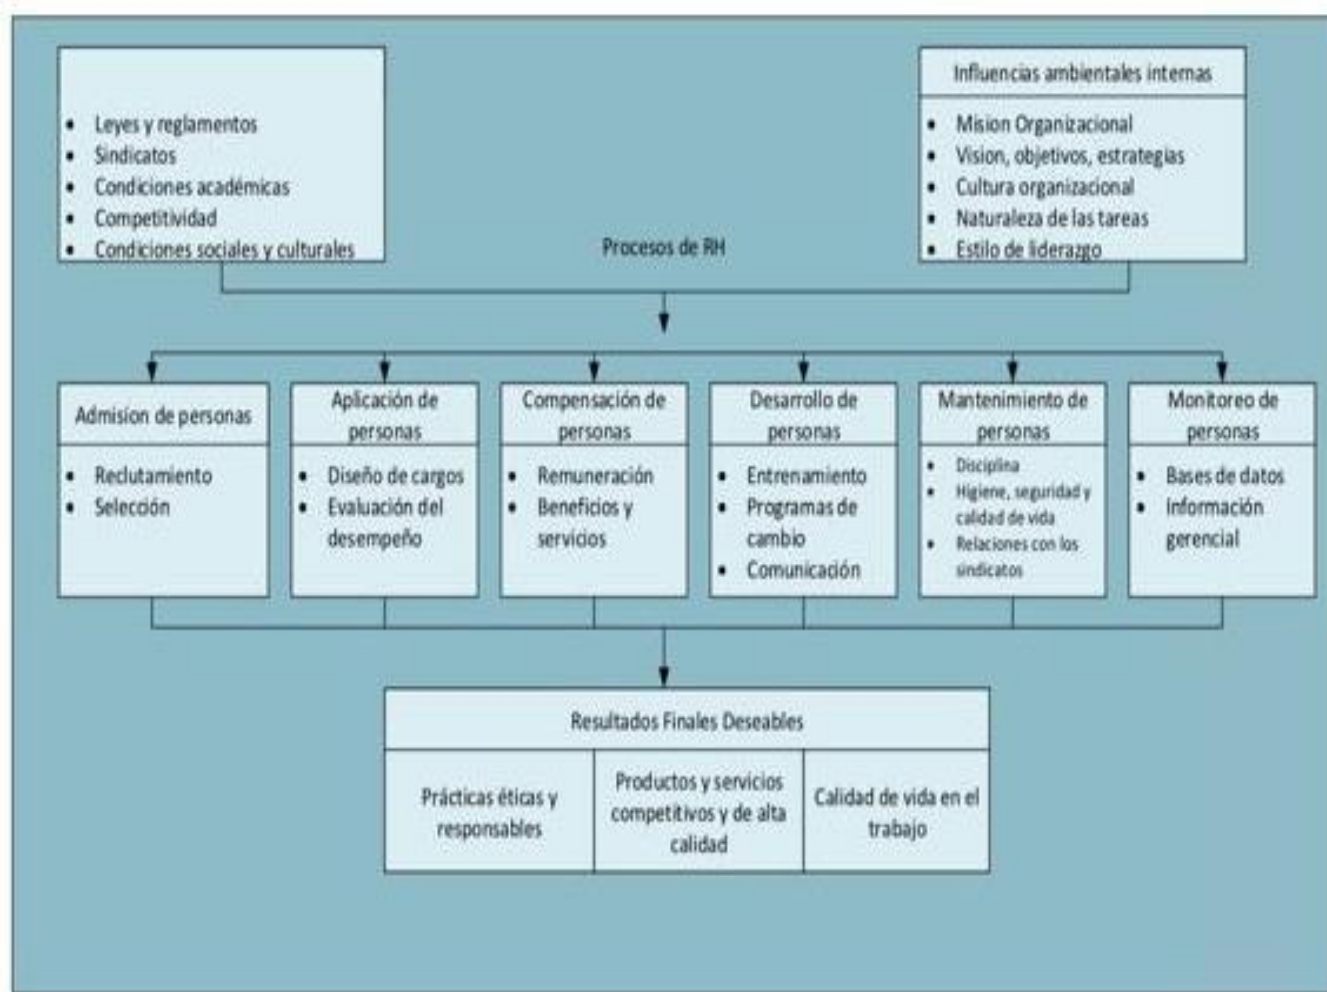 • Leyes y reglamentos
• Sindicatos
• Condiciones académicas
• Competitividad
• Condiciones sociales y culturales
Influencias ambientales internas
• Mision Organizacional
• Vision, objetivos, estrategias
• Cultura organizacional
• Naturaleza de las tareas
• Estilo de liderazgo
Procesos de RH
Admision de personas
• Reclutamiento
• Selección
Aplicación de
personas
• Diseño de cargos
• Evaluación del
desempeño
Compensación de
personas
• Remuneración
• Beneficios y
servicios
Desarrollo de
personas
• Entrenamiento
• Programas de
cambio
• Comunicación
Mantenimiento de
personas
• Disciplina
• Higiene, seguridad y
calidad de vida
• Relaciones con los
sindicatos
Monitoreo de
personas
• Bases de datos
• Información
gerencial
Resultados Finales Deseables
Prácticas éticas y
responsables
Productos y servicios
competitivos y de alta
calidad
Calidad de vida en el
trabajo